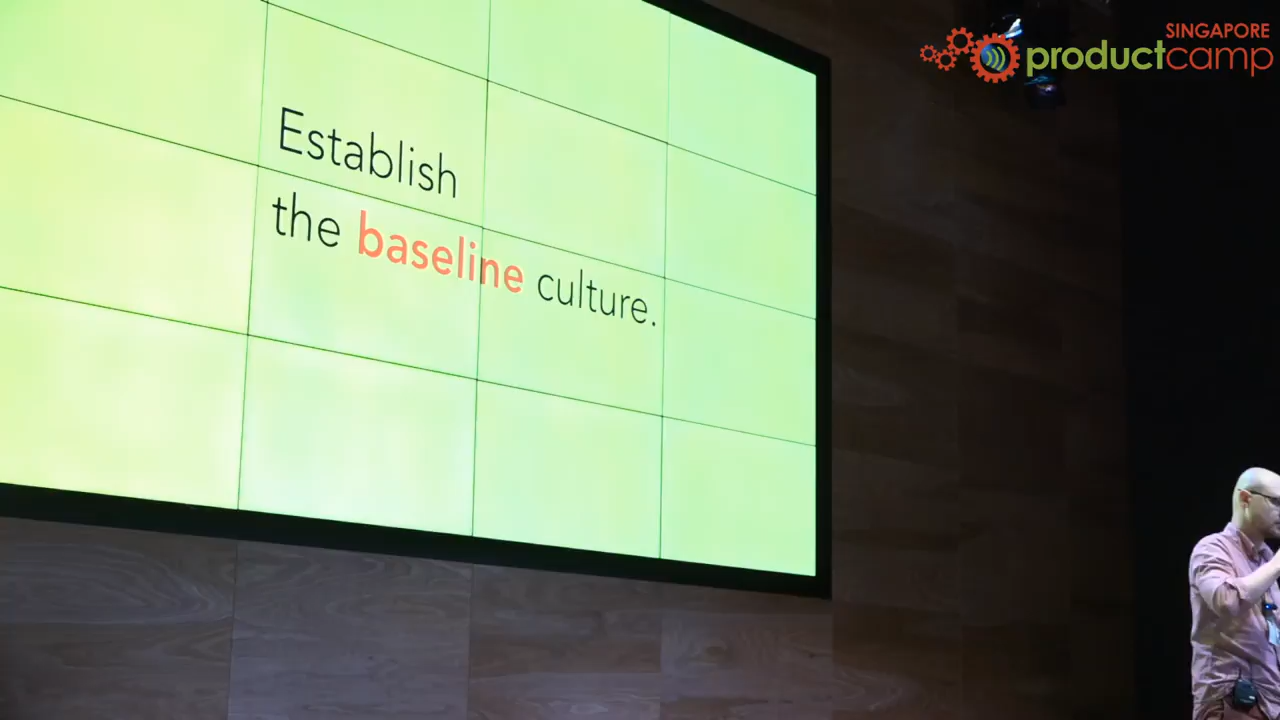 Establish
the baseline culture.
SINGAPORE
productcamp